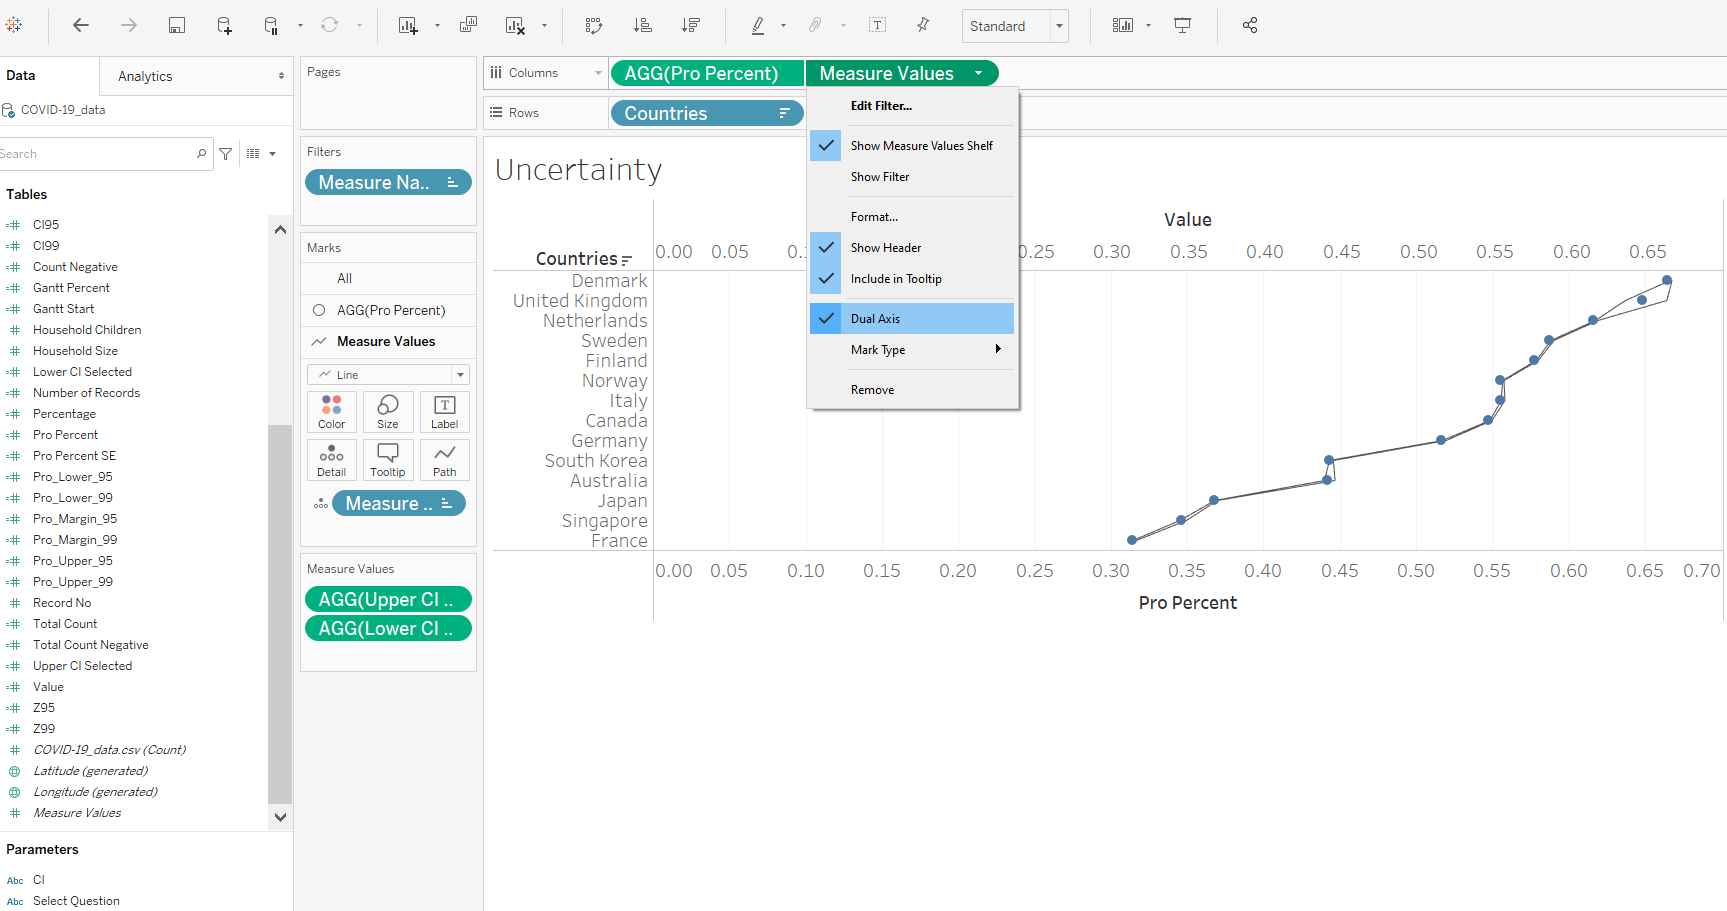 Standard
Data
Analytics
COVID-19_data
Search
Tables
CI95
CI99
Count Negative
Gantt Percent
Gantt Start
Household Children
Household Size
Lower CI Selected
Number of Records
Percentage
Pro Percent
Pro Percent SE
Pro_Lower_95
Pro_Lower_99
Pro_Margin_95
Pro_Margin_99
Pro_Upper_95
Pro_Upper_99
Record No
Total Count
Total Count Negative
Upper CI Selected
Value
Z95
Z99
COVID-19_data.csv (Count)
Latitude (generated)
Longitude (generated)
Measure Values
Parameters
Abc CI
Abc Select Question
Pages
Filters
Measure Na..
Marks
All
AGG(Pro Percent)
Measure Values
Line
Color Size Label
Detail Tooltip Path
Measure ..
Measure Values
AGG(Upper CI ..
AGG(Lower CI ..
Columns AGG(Pro Percent) Measure Values
Rows Countries
Edit Filter...
Show Measure Values Shelf
Show Filter
Format...
Show Header
Include in Tooltip
Dual Axis
Mark Type
Remove
Uncertainty
Value
0.00 0.05 0.30 0.35 0.40 0.45 0.50 0.55 0.60 0.65
Countries
Denmark
United Kingdom
Netherlands
Sweden
Finland
Norway
Italy
Canada
Germany
South Korea
Australia
Japan
Singapore
France
0.00 0.05 0.10 0.15 0.20 0.25 0.30 0.35 0.40 0.45 0.50 0.55 0.60 0.65 0.70
Pro Percent